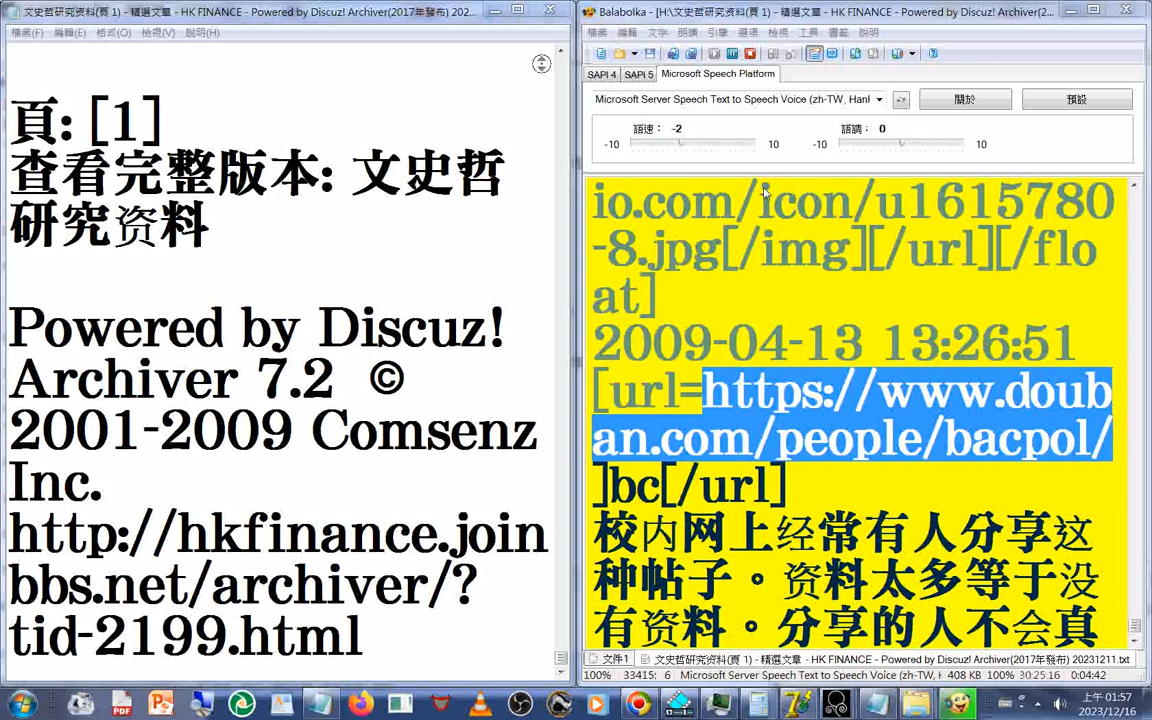 文史哲研究资料(頁 1) - 精選文章 - HK FINANCE - Powered by Discuz! Archiver(2017年發布) 202...
檔案(F) 編輯(E) 格式(O) 檢視(V) 說明(H)
頁: [1]
查看完整版本: 文史哲
研究资料
Powered by Discuz!
Archiver 7.2 ©
2001-2009 Comsenz
Inc.
http://hkfinance.join
bbs.net/archiver/?
tid-2199.html
Balabolka - [H:\文史哲研究资料(頁 1) - 精選文章 - HK FINANCE - Powered by Discuz! Archiver(2...
檔案 編輯 文字 朗讀 引擎 選項 檢視 工具 書籤 說明
SAPI 4 SAPI 5 Microsoft Speech Platform
Microsoft Server Speech Text to Speech Voice (zh-TW, Hanl
關於 預設
語速: -2 語調: 0
-10 10 -10 10
io.com/icon/u1615780
-8.jpg[/img][/url][/flo
at]
2009-04-13 13:26:51
[url=https://www.doub
an.com/people/bacpol/
]bc[/url]
校内网上经常有人分享这
种帖子。资料太多等于没
有资料。分享的人不会真
文件1 文史哲研究资料(頁 1) - 精選文章 - HK FINANCE - Powered by Discuz! Archiver(2017年發布) 20231211.txt
100% 33415: 6 Microsoft Server Speech Text to Speech Voice (zh-T 408 KB 100% 30:25:16 0:04:42
PDF
上午 01:57
2023/12/16